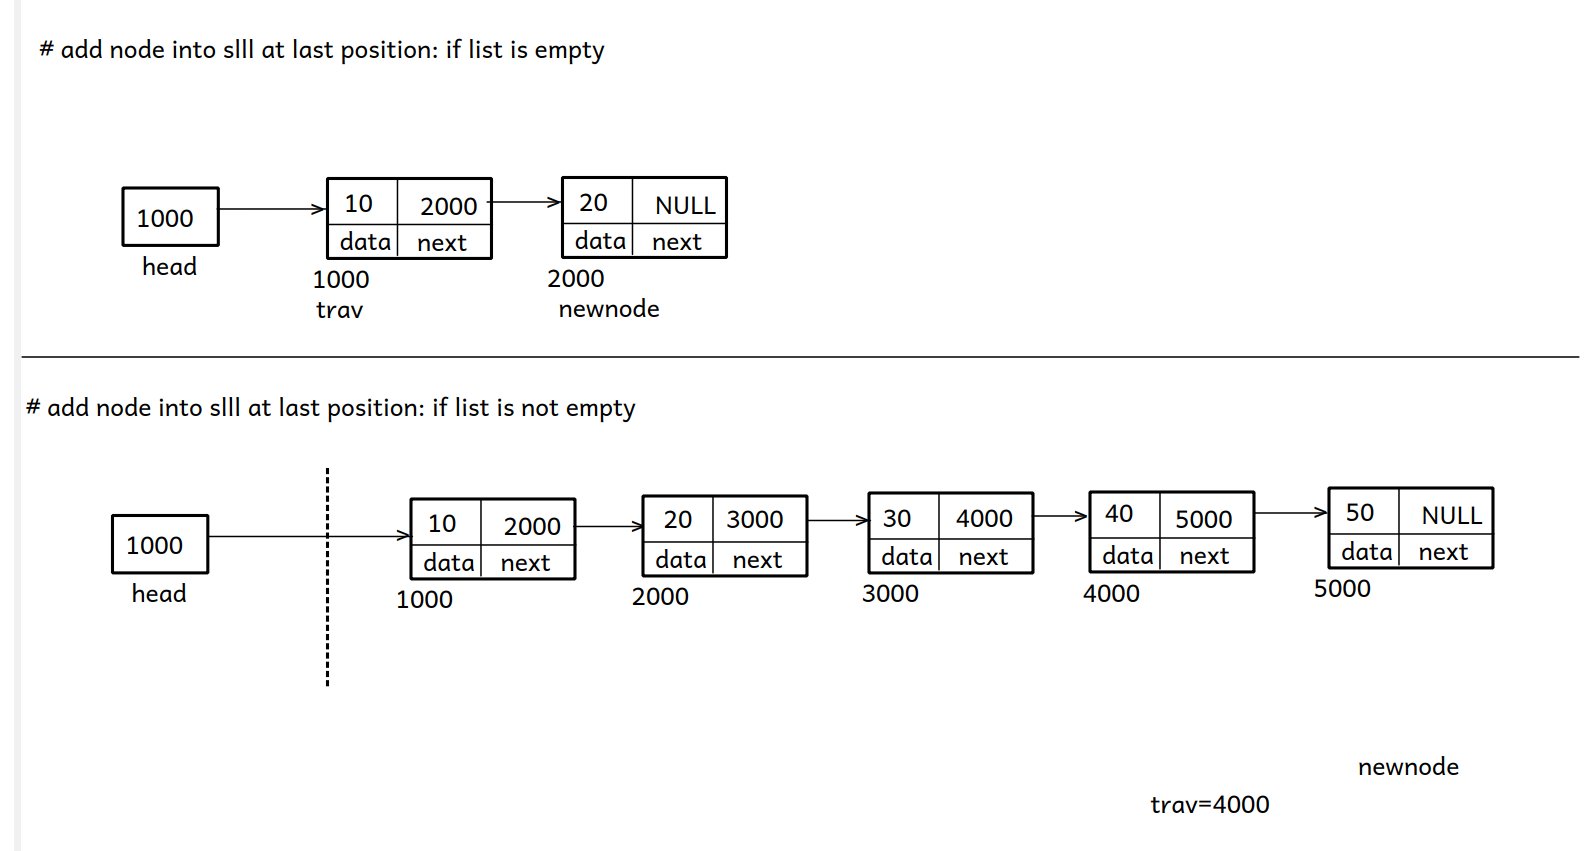 # add node into slll at last position: if list is empty
1000
head
10 2000
data next
1000
trav
20 NULL
data next
2000
newnode
# add node into slll at last position: if list is not empty
1000
head
10 2000
data next
1000
20 3000
data next
2000
30 4000
data next
3000
40 5000
data next
4000
50 NULL
data next
5000
newnode
trav=4000